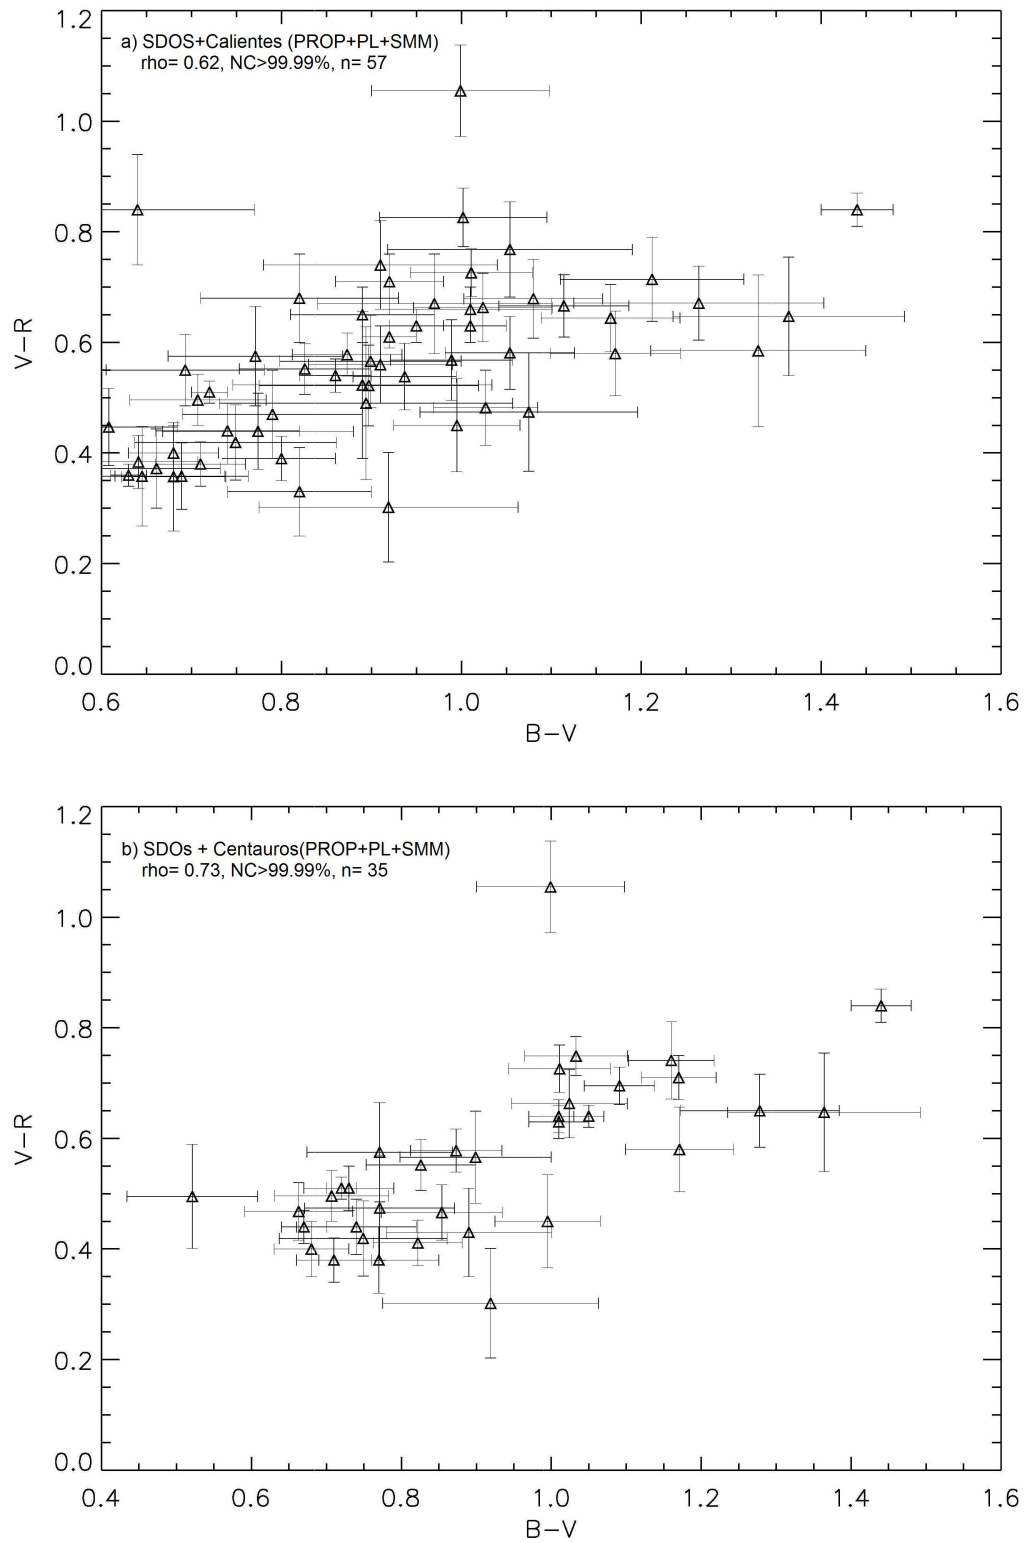 1.2
a) SDOS+Calientes (PROP+PL+SMM)
rho= 0.62, NC>99.99%, n= 57
1.0
0.8
V−R
0.6
0.4
0.2
0.0
0.6 0.8 1.0 1.2 1.4 1.6
B−V
1.2
b) SDOs + Centauros(PROP+PL+SMM)
rho= 0.73, NC>99.99%, n= 35
1.0
0.8
V−R
0.6
0.4
0.2
0.0
0.4 0.6 0.8 1.0 1.2 1.4 1.6
B−V